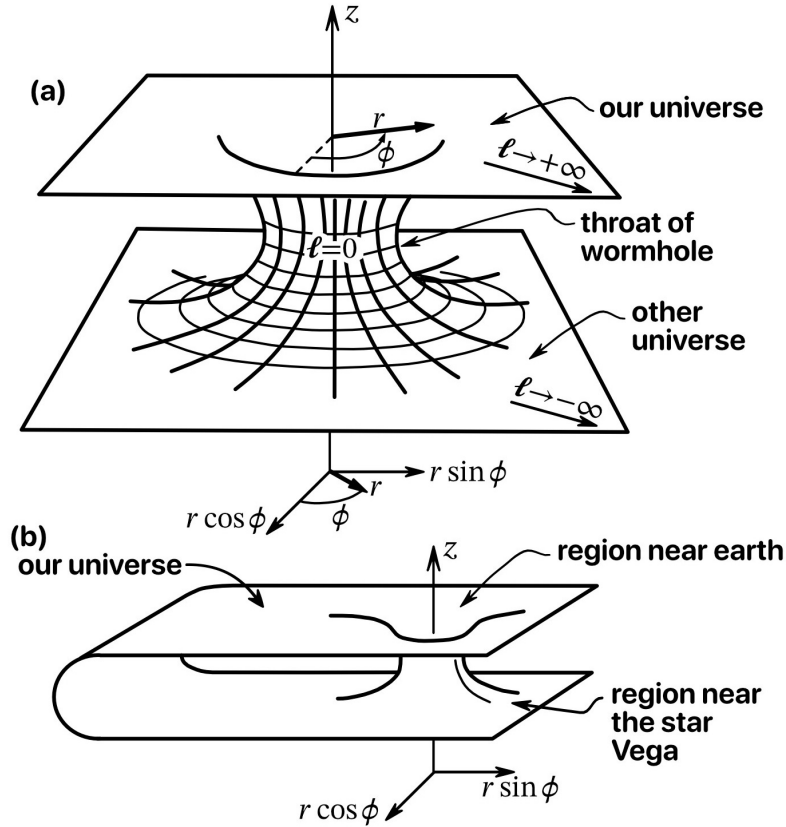 z
(a)
our universe
r
ϕ
ℓ→+∞
throat of
wormhole
ℓ=0
other
universe
ℓ→−∞
r sin ϕ
r
r cos ϕ
ϕ
(b)
z
region near earth
our universe
region near
the star
Vega
r sin ϕ
r cos ϕ